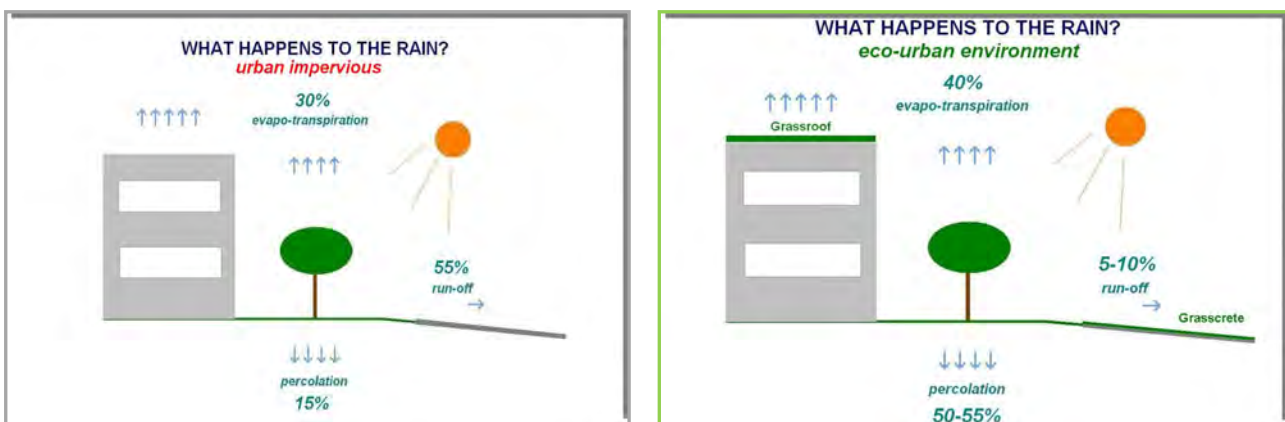 WHAT HAPPENS TO THE RAIN?
urban impervious
30%
evapo-transpiration
55%
run-off
percolation
15%
WHAT HAPPENS TO THE RAIN?
eco-urban environment
40%
evapo-transpiration
Grassroof
5-10%
run-off
Grasscrete
percolation
50-55%